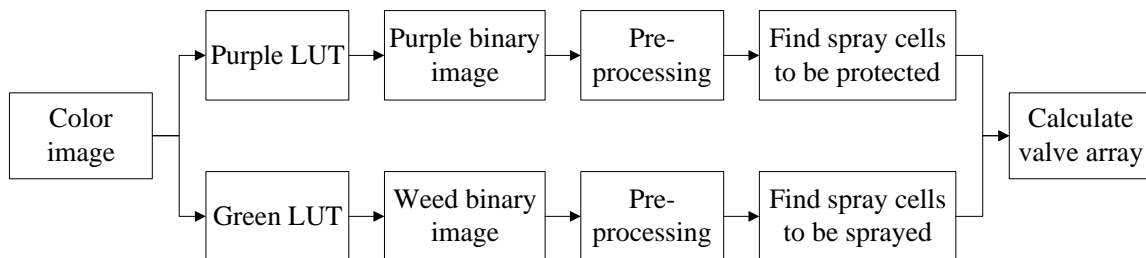 Color
image
Purple LUT
Purple binary
image
Pre-
processing
Find spray cells
to be protected
Green LUT
Weed binary
image
Pre-
processing
Find spray cells
to be sprayed
Calculate
valve array